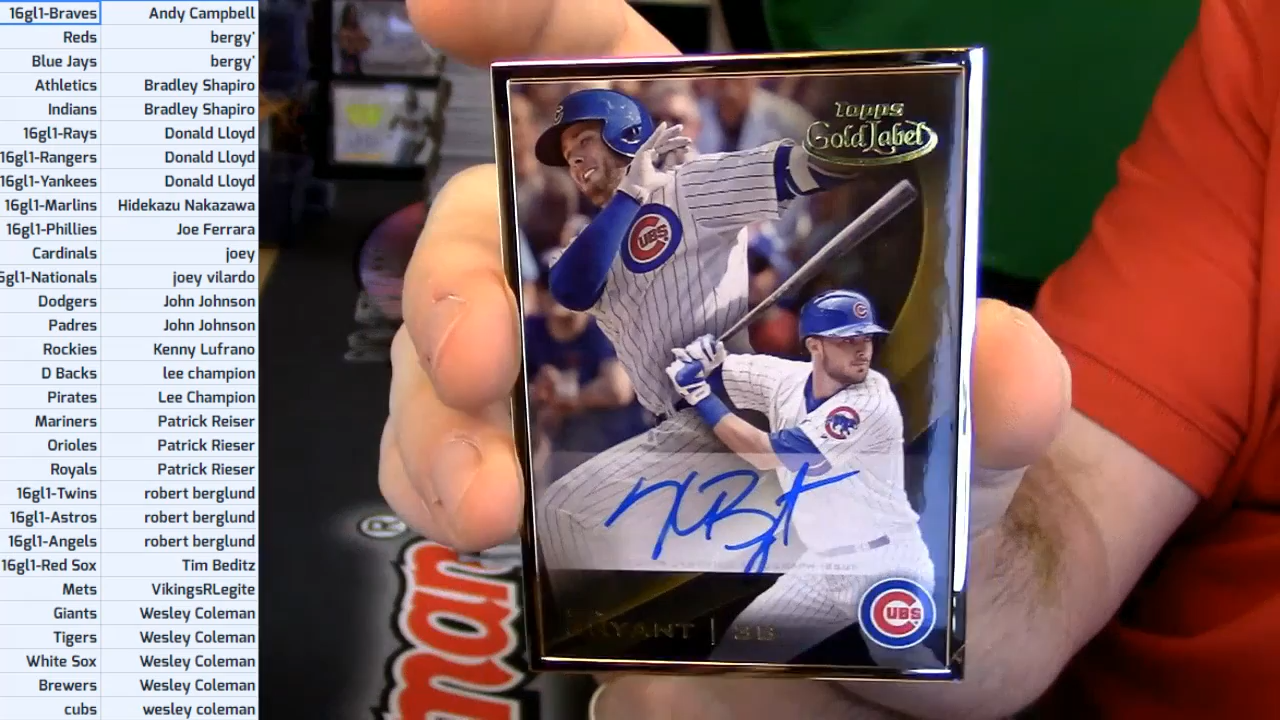 16gl1-Braves Andy Campbell
Reds bergy'
Blue Jays bergy'
Athletics Bradley Shapiro
Indians Bradley Shapiro
16gl1-Rays Donald Lloyd
16gl1-Rangers Donald Lloyd
16gl1-Yankees Donald Lloyd
16gl1-Marlins Hidekazu Nakazawa
16gl1-Phillies Joe Ferrara
Cardinals joey
6gl1-Nationals joey vilardo
Dodgers John Johnson
Padres John Johnson
Rockies Kenny Lufrano
D Backs lee champion
Pirates Lee Champion
Mariners Patrick Reiser
Orioles Patrick Rieser
Royals Patrick Rieser
16gl1-Twins robert berglund
16gl1-Astros robert berglund
16gl1-Angels robert berglund
16gl1-Red Sox Tim Beditz
Mets VikingsRLegite
Giants Wesley Coleman
Tigers Wesley Coleman
White Sox Wesley Coleman
Brewers Wesley Coleman
cubs wesley coleman
Topps
Gold Label
CUBS
BRYANT | 3B
CUBS
®